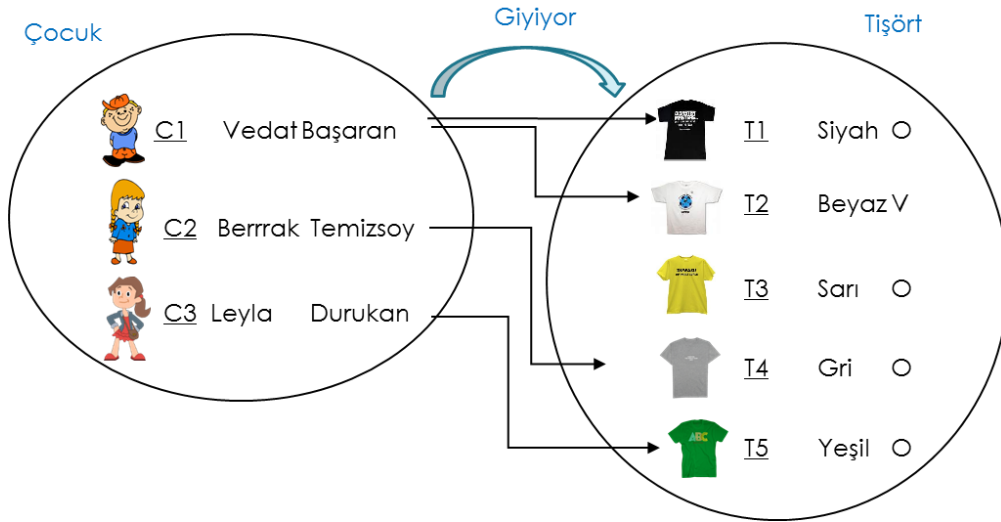 Giyiyor
Çocuk
Tişört
C1 Vedat Başaran
T1 Siyah O
T2 Beyaz V
C2 Berrrak Temizsoy
T3 Sarı O
C3 Leyla Durukan
T4 Gri O
ABC
T5 Yeşil O